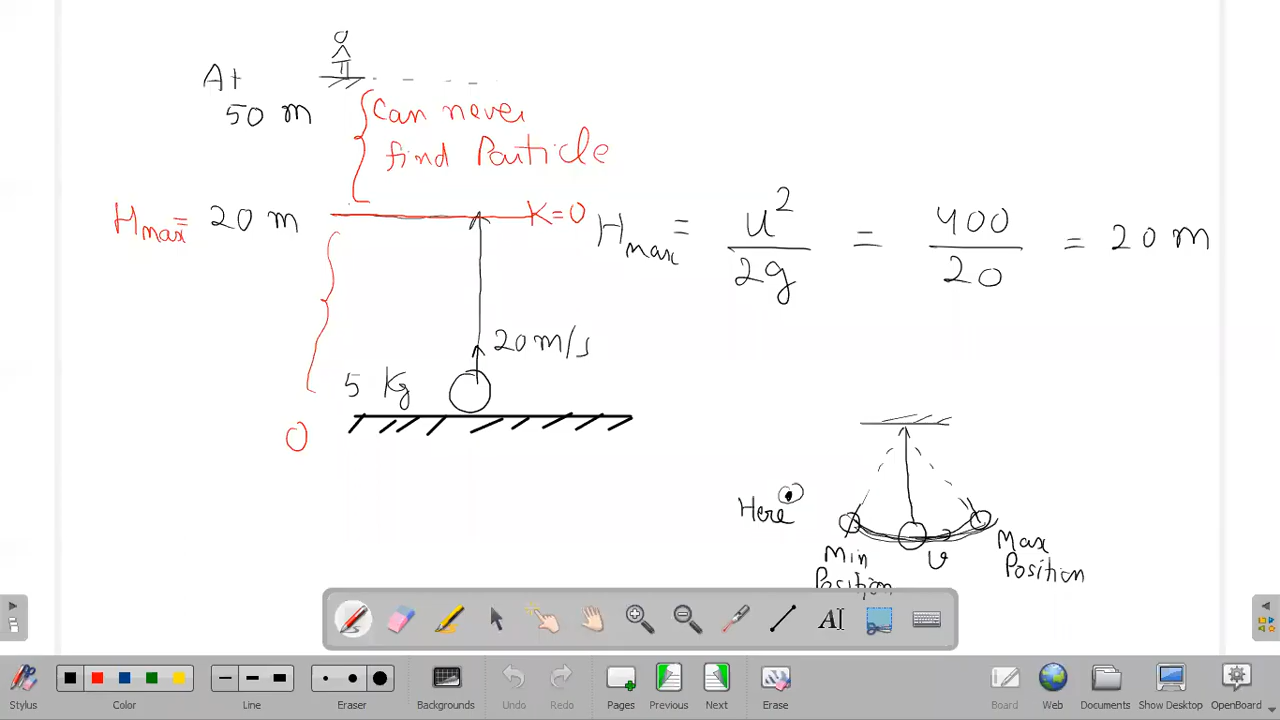 At
50 m
Can never
find Particle
Hmax = 20 m
K=0
Hmax = u² / 2g = 400 / 20 = 20 m
20 m/s
5 Kg
0
Here
Min
Position
v
Max
Position
Stylus
Color
Line
Eraser
Backgrounds
Undo
Redo
Pages
Previous
Next
Erase
Board
Web
Documents
Show Desktop
OpenBoard